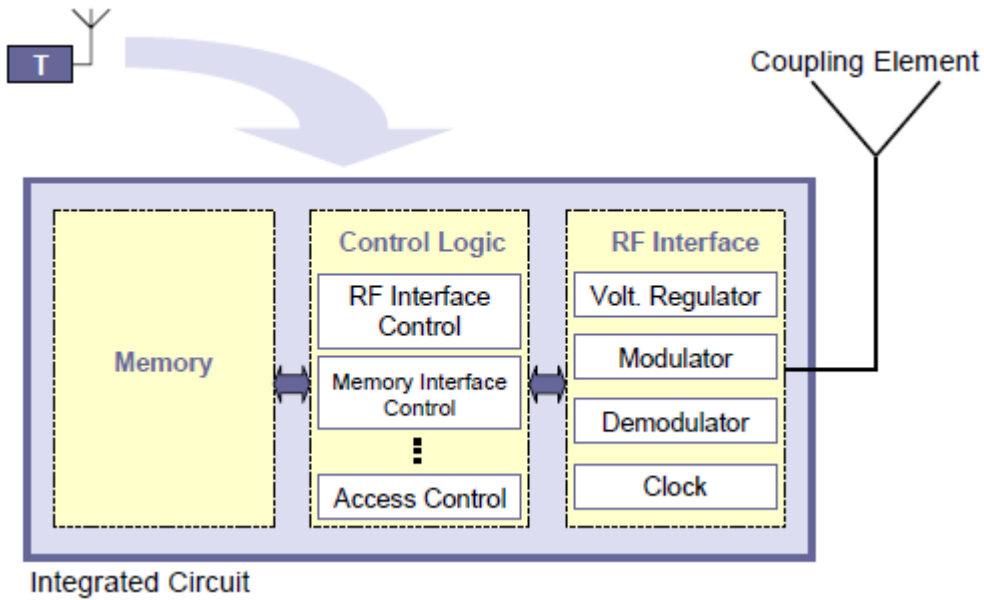 T
Coupling Element
Control Logic
RF Interface
RF Interface
Control
Volt. Regulator
Memory
Modulator
Memory Interface
Control
Demodulator
Access Control
Clock
Integrated Circuit